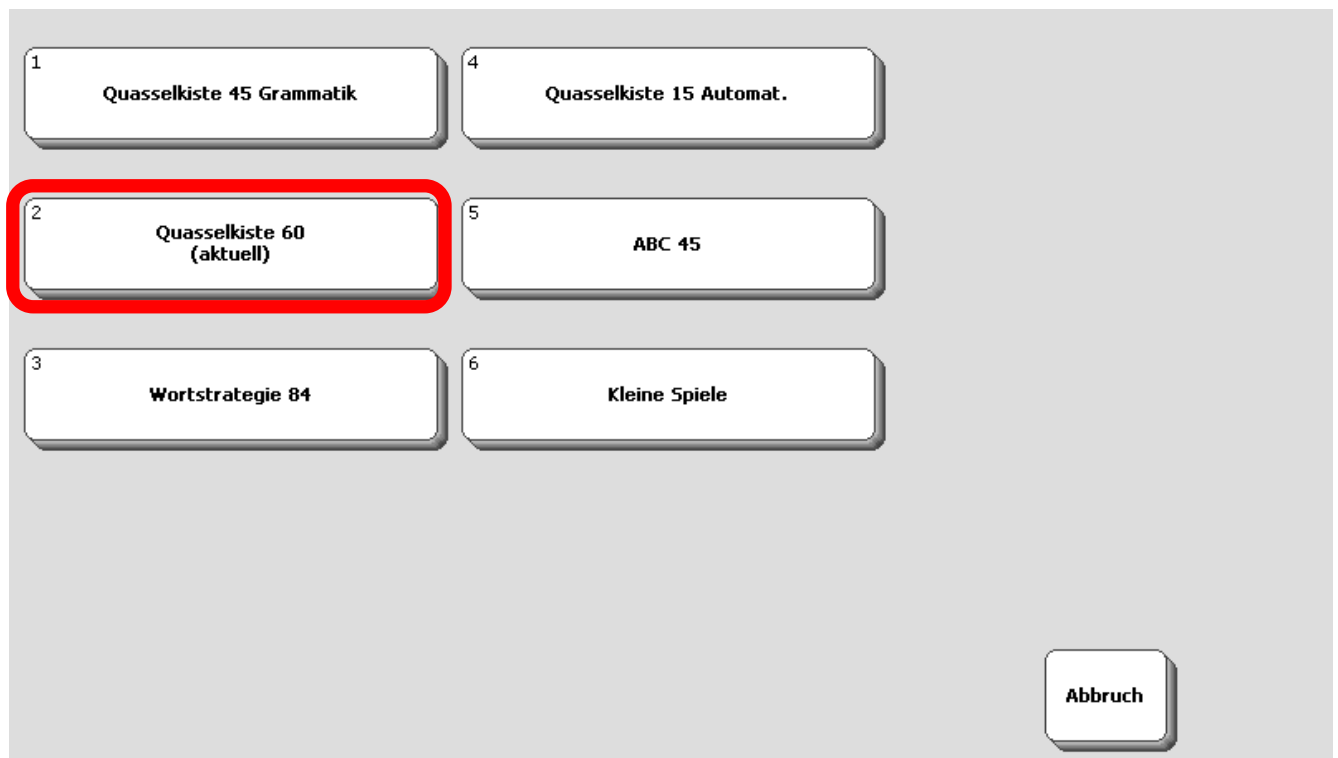 1
Quasselkiste 45 Grammatik
4
Quasselkiste 15 Automat.
2
Quasselkiste 60
(aktuell)
5
ABC 45
3
Wortstrategie 84
6
Kleine Spiele
Abbruch